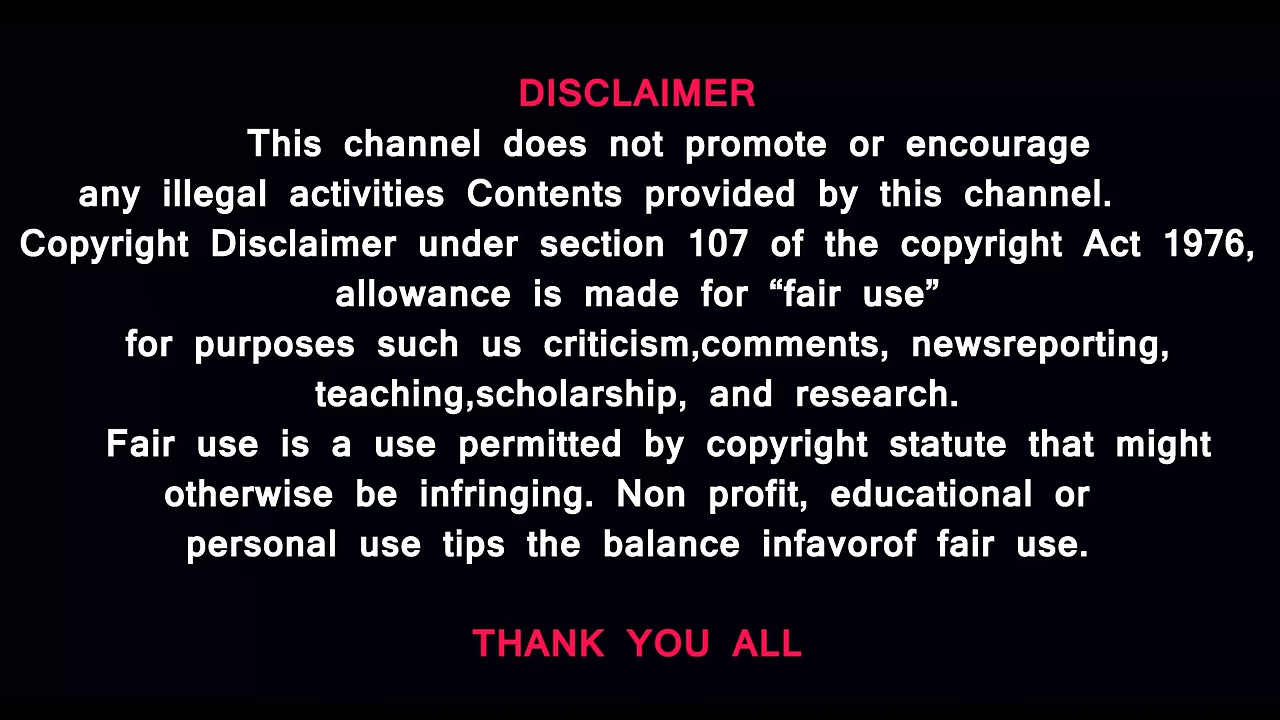 DISCLAIMER
This channel does not promote or encourage
any illegal activities Contents provided by this channel.
Copyright Disclaimer under section 107 of the copyright Act 1976,
allowance is made for “fair use”
for purposes such us criticism,comments, newsreporting,
teaching,scholarship, and research.
Fair use is a use permitted by copyright statute that might
otherwise be infringing. Non profit, educational or
personal use tips the balance infavorof fair use.
THANK YOU ALL